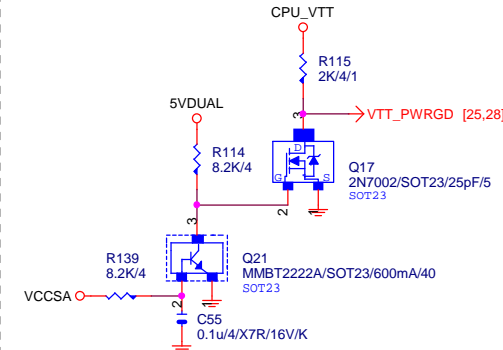 CPU_VTT
R115
2K/4/1
3
VTT_PWRGD [25,28]
5VDUAL
R114
8.2K/4
D
G
S
Q17
2N7002/SOT23/25pF/5
SOT23
2
1
3
R139
8.2K/4
Q21
MMBT2222A/SOT23/600mA/40
SOT23
VCCSA
2
1
C55
0.1u/4/X7R/16V/K